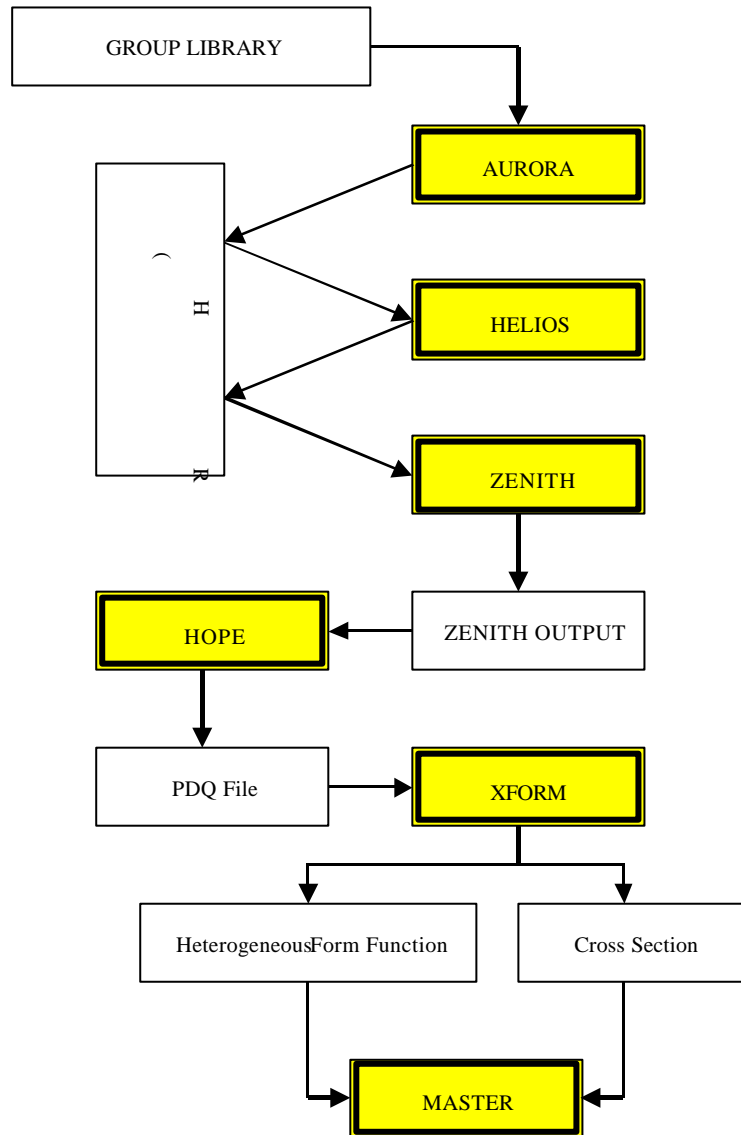 GROUP LIBRARY
AURORA
(
H
R
HELIOS
ZENITH
HOPE
ZENITH OUTPUT
PDQ File
XFORM
HeterogeneousForm Function
Cross Section
MASTER